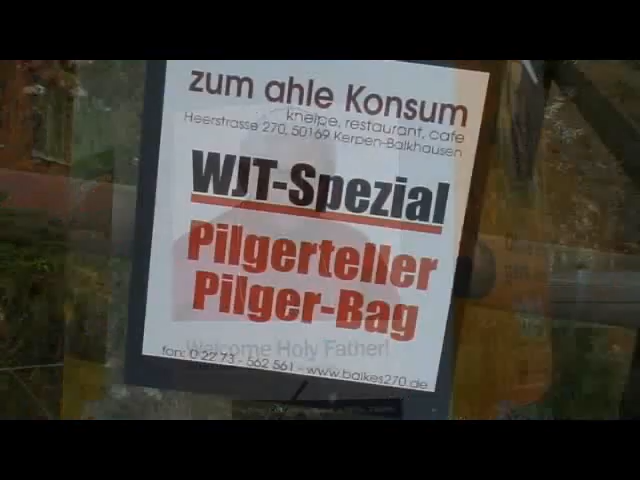 zum ahle Konsum
kneipe, restaurant, cafe
Heerstrasse 270, 50169 Kerpen-Balkhausen
WJT-Spezial
Pilgerteller
Pilger-Bag
Welcome Holy Father!
fon: 0 22 73 - 562 561 - www.balkes270.de